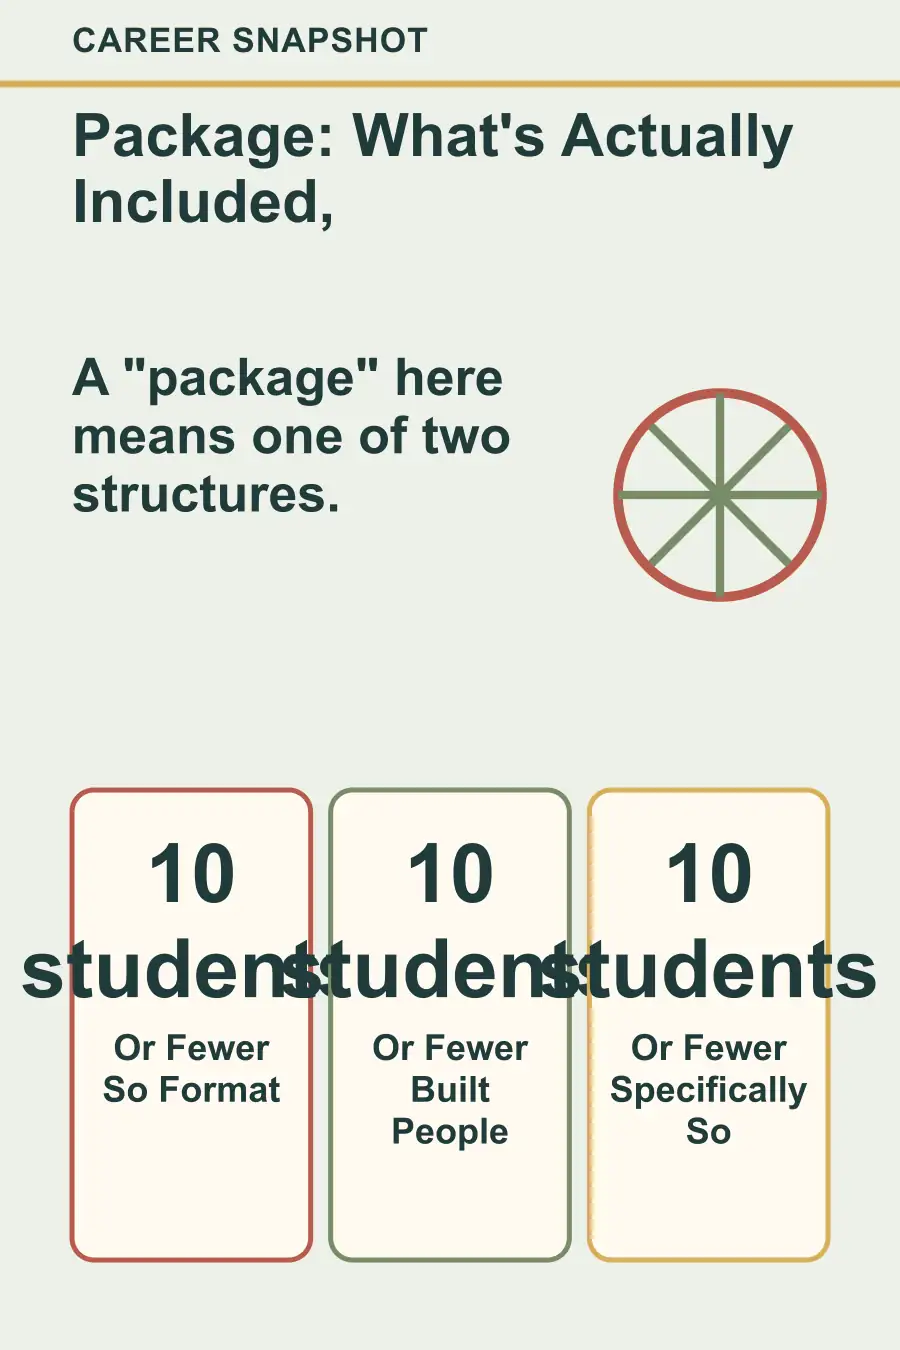 CAREER SNAPSHOT
Package: What's Actually
Included,
A "package" here
means one of two
structures.
10
students
Or Fewer
So Format
10
students
Or Fewer
Built
People
10
students
Or Fewer
Specifically
So